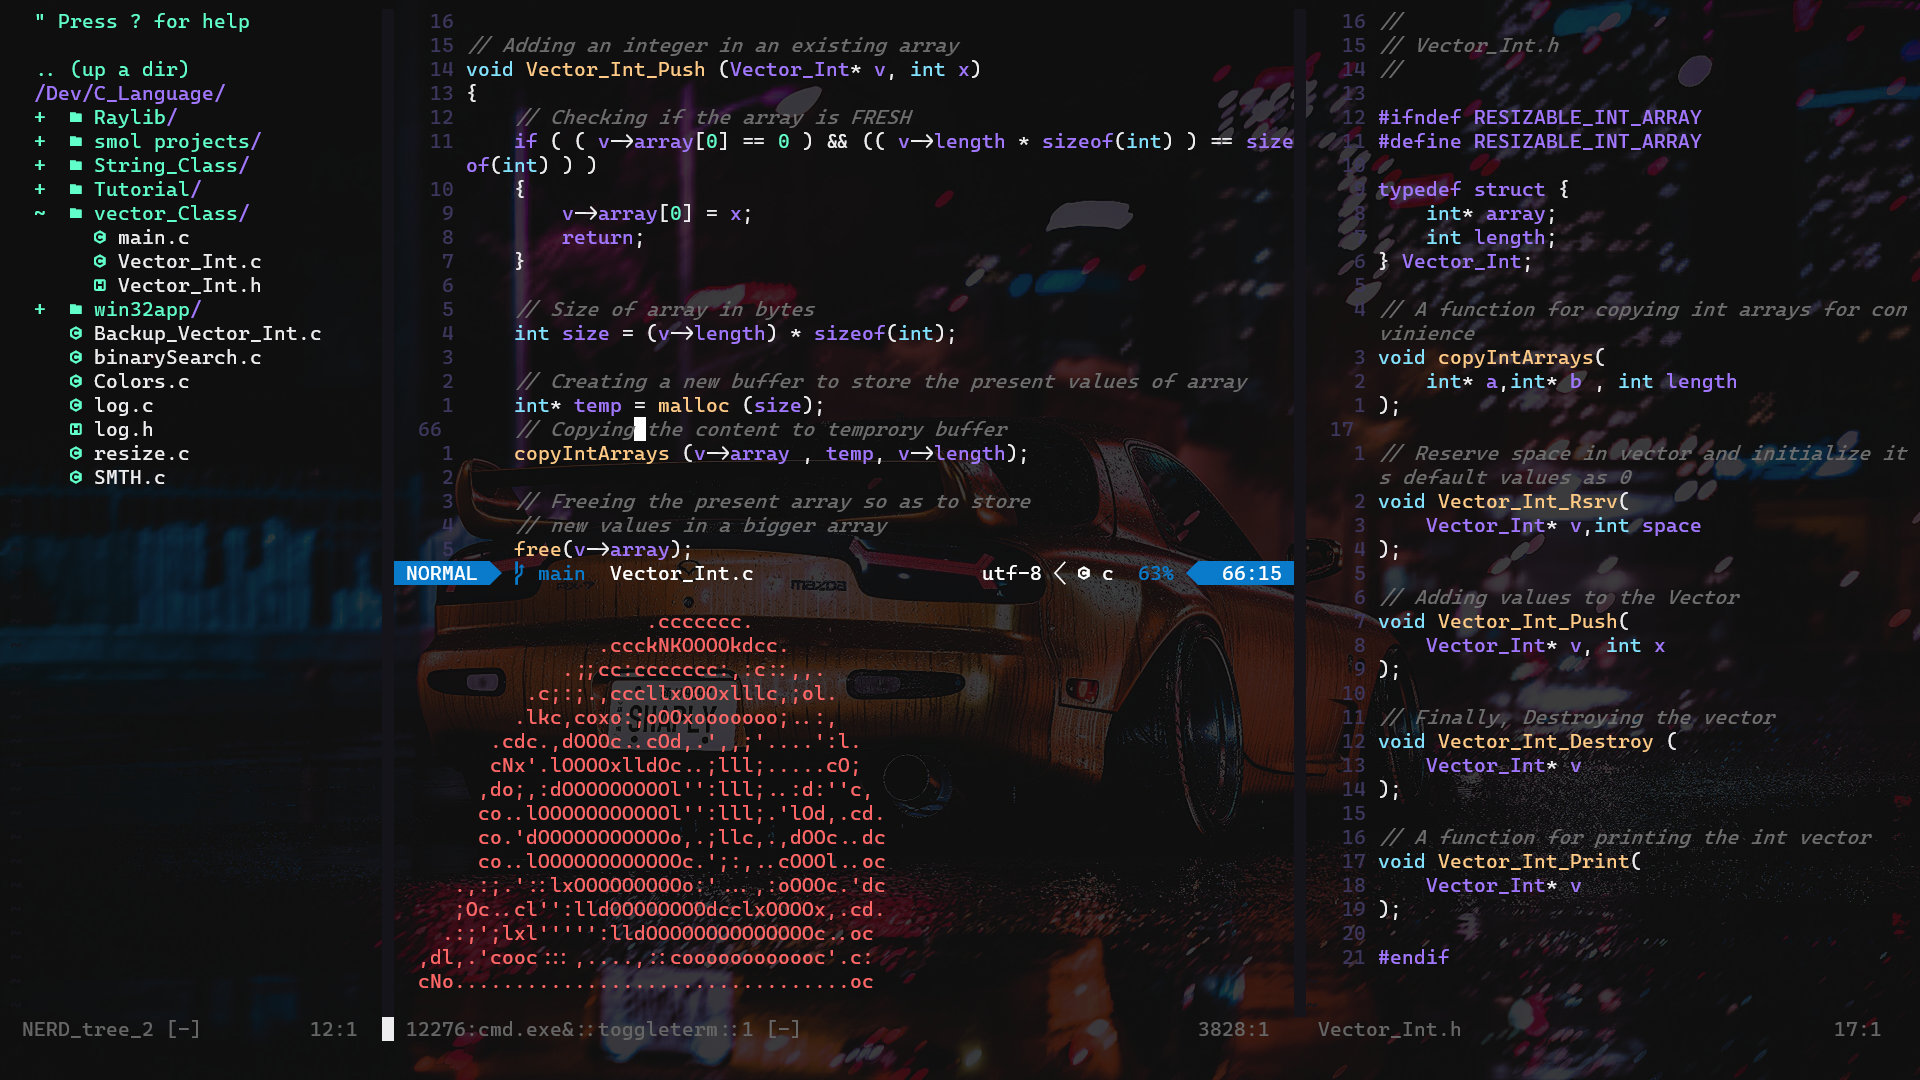 " Press ? for help
.. (up a dir)
/Dev/C_Language/
+ Raylib/
+ smol projects/
+ String_Class/
+ Tutorial/
~ vector_Class/
main.c
Vector_Int.c
Vector_Int.h
+ win32app/
Backup_Vector_Int.c
binarySearch.c
Colors.c
log.c
log.h
resize.c
SMTH.c
NERD_tree_2 [-] 12:1
16
15 // Adding an integer in an existing array
14 void Vector_Int_Push (Vector_Int* v, int x)
13 {
12 // Checking if the array is FRESH
11 if ( ( v->array[0] == 0 ) && (( v->length * sizeof(int) ) == size
of(int) ) )
10 {
9 v->array[0] = x;
8 return;
7 }
6
5 // Size of array in bytes
4 int size = (v->length) * sizeof(int);
3
2 // Creating a new buffer to store the present values of array
1 int* temp = malloc (size);
66 // Copying the content to temprory buffer
1 copyIntArrays (v->array , temp, v->length);
2
3 // Freeing the present array so as to store
4 // new values in a bigger array
5 free(v->array);
NORMAL main Vector_Int.c utf-8 < c 63% 66:15
.ccccccc.
.ccckNKOOOOkdcc.
.;;cc:ccccccc:,:c::,,.
.c;:;.,cccllxOOOxlllc,;ol.
.lkc,coxo:;oOOxooooooo;..:,
.cdc.,dOOOc..cOd,.',,;'....':l.
cNx'.lOOOOxlldOc..;lll;.....cO;
,do;,:dOOOOOOOOOl'':lll;..:d:''c,
co..lOOOOOOOOOOOl'':lll;.'lOd,.cd.
co.'dOOOOOOOOOOOo,.;llc,:,dOOc..dc
co..lOOOOOOOOOOOOc.';:,..cOOOl..oc
.,:;.'::lxOOOOOOOOOo:'...,:oOOOc.'dc
;Oc..cl'':lldOOOOOOOOdcclxOOOOx,.cd.
.:;';lxl''''':lldOOOOOOOOOOOOOOc..oc
,dl,.'cooc:::,....,::coooooooooooc'.c:
cNo.................................oc
12276:cmd.exe&::toggleterm::1 [-] 3828:1
16 //
15 // Vector_Int.h
14 //
13
12 #ifndef RESIZABLE_INT_ARRAY
11 #define RESIZABLE_INT_ARRAY
10
9 typedef struct {
8 int* array;
7 int length;
6 } Vector_Int;
5
4 // A function for copying int arrays for con
vinience
3 void copyIntArrays(
2 int* a,int* b , int length
1 );
17
1 // Reserve space in vector and initialize it
s default values as 0
2 void Vector_Int_Rsrv(
3 Vector_Int* v,int space
4 );
5
6 // Adding values to the Vector
7 void Vector_Int_Push(
8 Vector_Int* v, int x
9 );
10
11 // Finally, Destroying the vector
12 void Vector_Int_Destroy (
13 Vector_Int* v
14 );
15
16 // A function for printing the int vector
17 void Vector_Int_Print(
18 Vector_Int* v
19 );
20
21 #endif
Vector_Int.h 17:1
mazda
SHAPLY